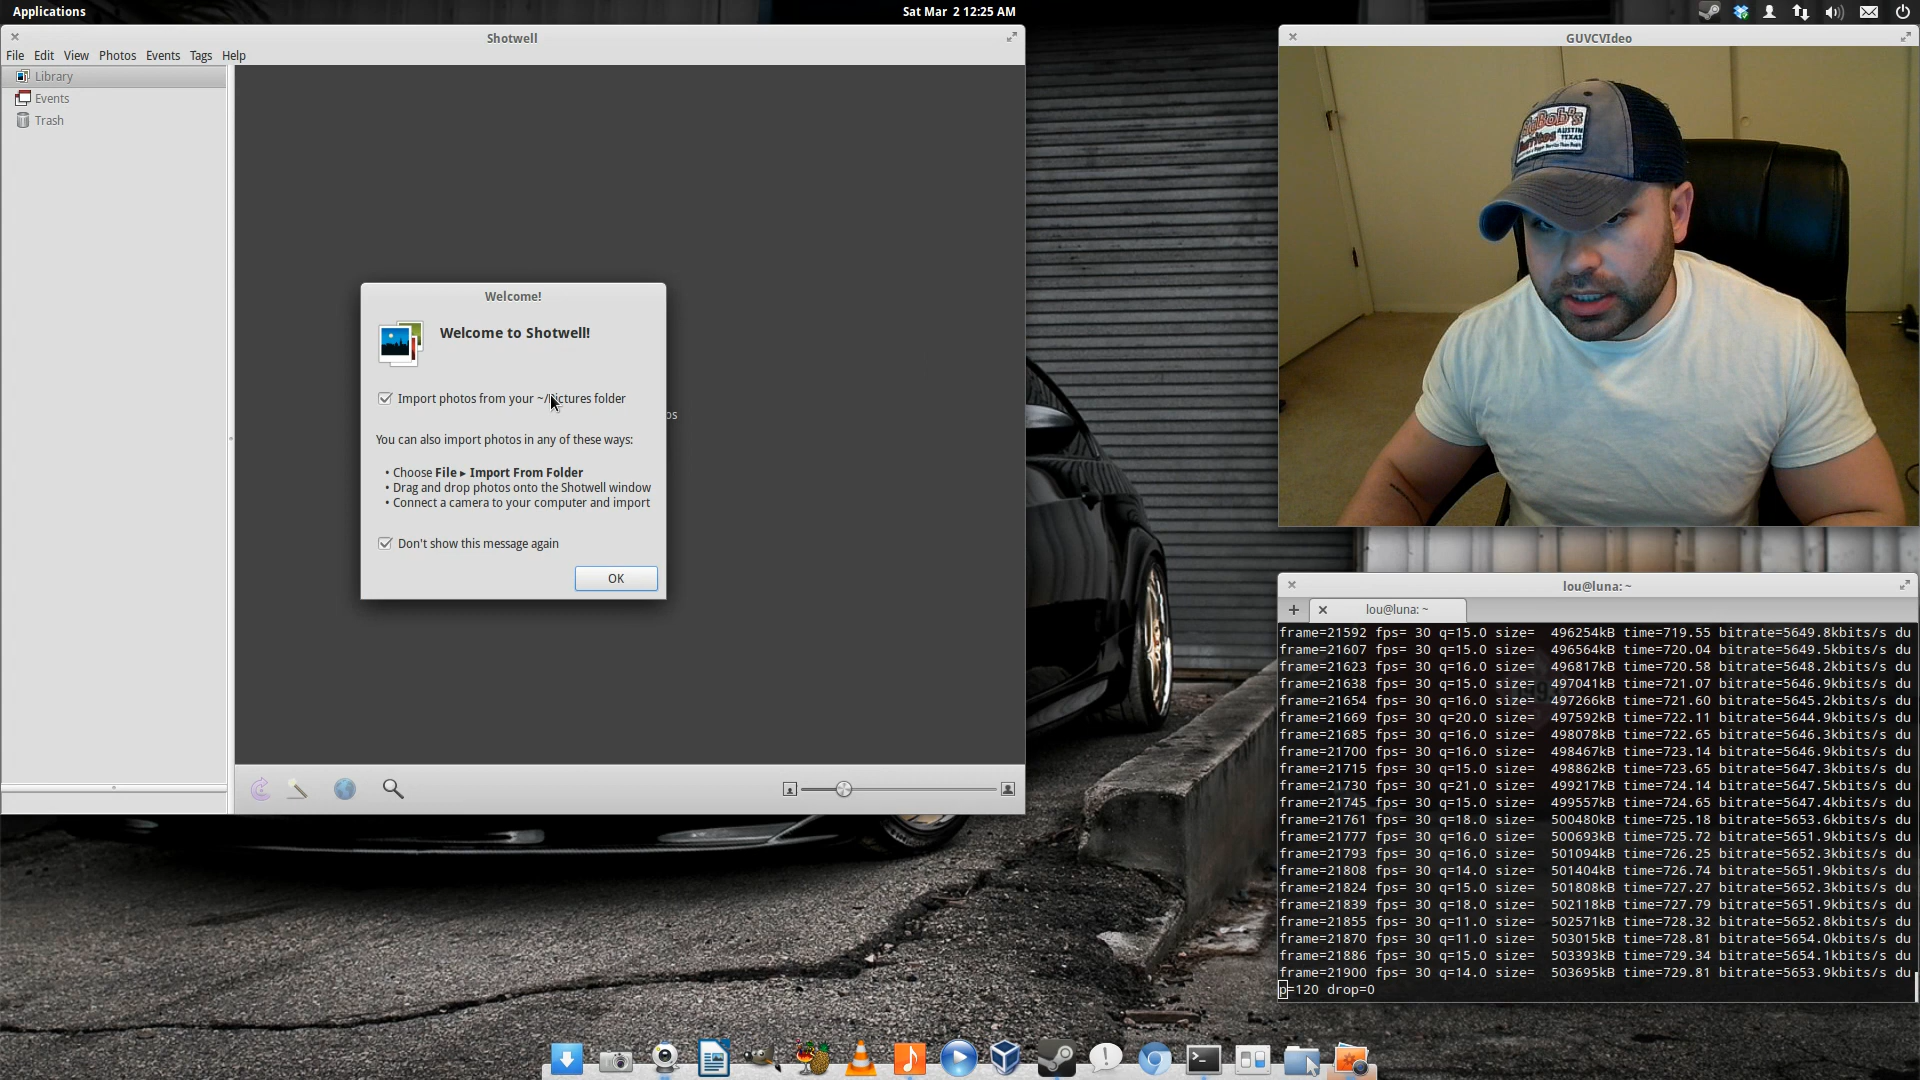 Applications
Sat Mar 2 12:25 AM
Shotwell
File Edit View Photos Events Tags Help
Library
Events
Trash
Welcome!
Welcome to Shotwell!
Import photos from your ~/Pictures folder
os
You can also import photos in any of these ways:
• Choose File ▸ Import From Folder
• Drag and drop photos onto the Shotwell window
• Connect a camera to your computer and import
Don't show this message again
OK
GUVCVIdeo
BigBob's
Burritos
AUSTIN
TEXAS
lou@luna: ~
lou@luna: ~
frame=21592 fps= 30 q=15.0 size=  496254kB time=719.55 bitrate=5649.8kbits/s du
frame=21607 fps= 30 q=15.0 size=  496564kB time=720.04 bitrate=5649.5kbits/s du
frame=21623 fps= 30 q=16.0 size=  496817kB time=720.58 bitrate=5648.2kbits/s du
frame=21638 fps= 30 q=15.0 size=  497041kB time=721.07 bitrate=5646.9kbits/s du
frame=21654 fps= 30 q=16.0 size=  497266kB time=721.60 bitrate=5645.2kbits/s du
frame=21669 fps= 30 q=20.0 size=  497592kB time=722.11 bitrate=5644.9kbits/s du
frame=21685 fps= 30 q=16.0 size=  498078kB time=722.65 bitrate=5646.3kbits/s du
frame=21700 fps= 30 q=16.0 size=  498467kB time=723.14 bitrate=5646.9kbits/s du
frame=21715 fps= 30 q=15.0 size=  498862kB time=723.65 bitrate=5647.3kbits/s du
frame=21730 fps= 30 q=21.0 size=  499217kB time=724.14 bitrate=5647.5kbits/s du
frame=21745 fps= 30 q=15.0 size=  499557kB time=724.65 bitrate=5647.4kbits/s du
frame=21761 fps= 30 q=18.0 size=  500480kB time=725.18 bitrate=5653.6kbits/s du
frame=21777 fps= 30 q=16.0 size=  500693kB time=725.72 bitrate=5651.9kbits/s du
frame=21793 fps= 30 q=16.0 size=  501094kB time=726.25 bitrate=5652.3kbits/s du
frame=21808 fps= 30 q=14.0 size=  501404kB time=726.74 bitrate=5651.9kbits/s du
frame=21824 fps= 30 q=15.0 size=  501808kB time=727.27 bitrate=5652.3kbits/s du
frame=21839 fps= 30 q=18.0 size=  502118kB time=727.79 bitrate=5651.9kbits/s du
frame=21855 fps= 30 q=11.0 size=  502571kB time=728.32 bitrate=5652.8kbits/s du
frame=21870 fps= 30 q=11.0 size=  503015kB time=728.81 bitrate=5654.0kbits/s du
frame=21886 fps= 30 q=15.0 size=  503393kB time=729.34 bitrate=5654.1kbits/s du
frame=21900 fps= 30 q=14.0 size=  503695kB time=729.81 bitrate=5653.9kbits/s du
p=120 drop=0